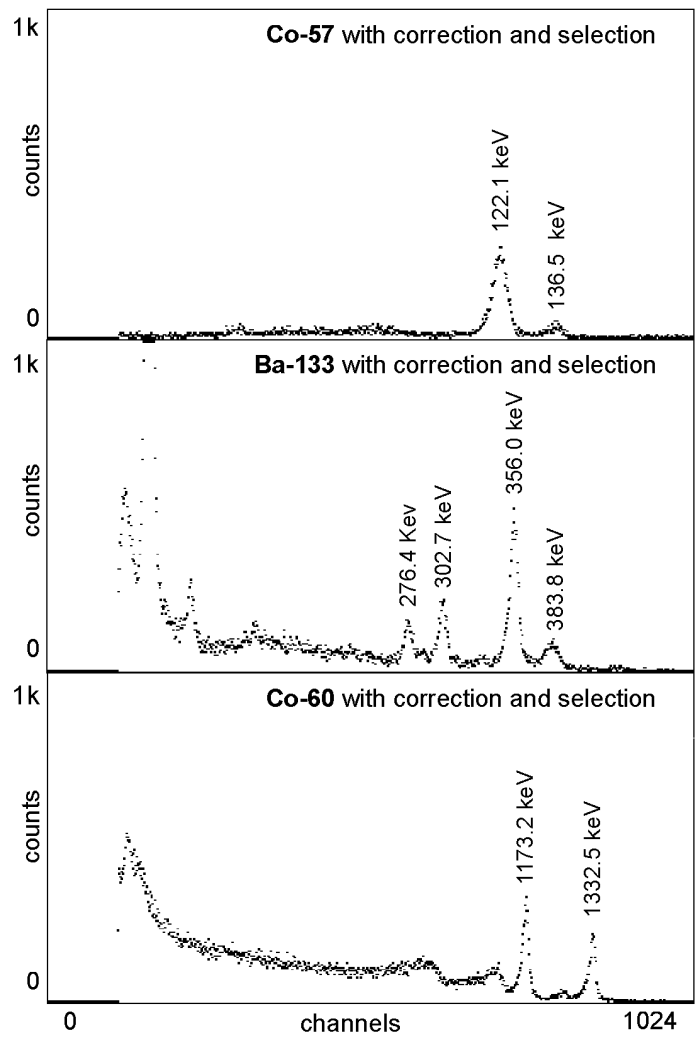 1k
Co-57 with correction and selection
counts
122.1 keV
136.5 keV
0
1k
Ba-133 with correction and selection
counts
276.4 Kev
302.7 keV
356.0 keV
383.8 keV
0
1k
Co-60 with correction and selection
counts
1173.2 keV
1332.5 keV
0
0
channels
1024